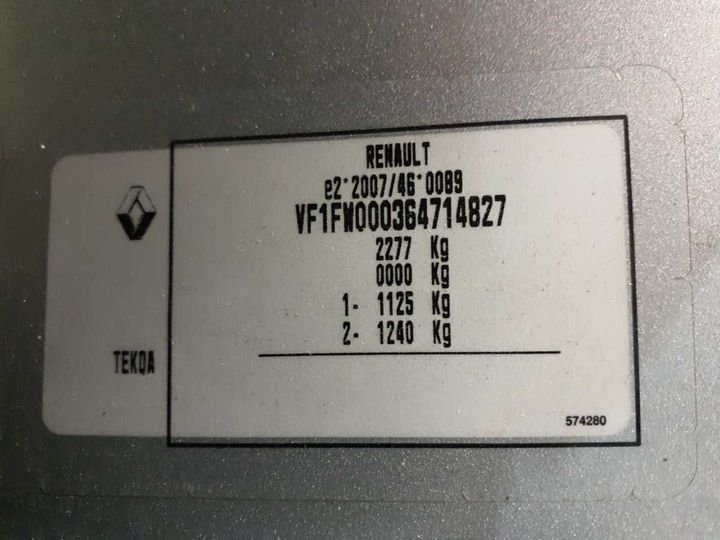 RENAULT
e2*2007/46*0089
VF1FW000364714827
2277 Kg
0000 Kg
1- 1125 Kg
2- 1240 Kg
TEKQA
574280